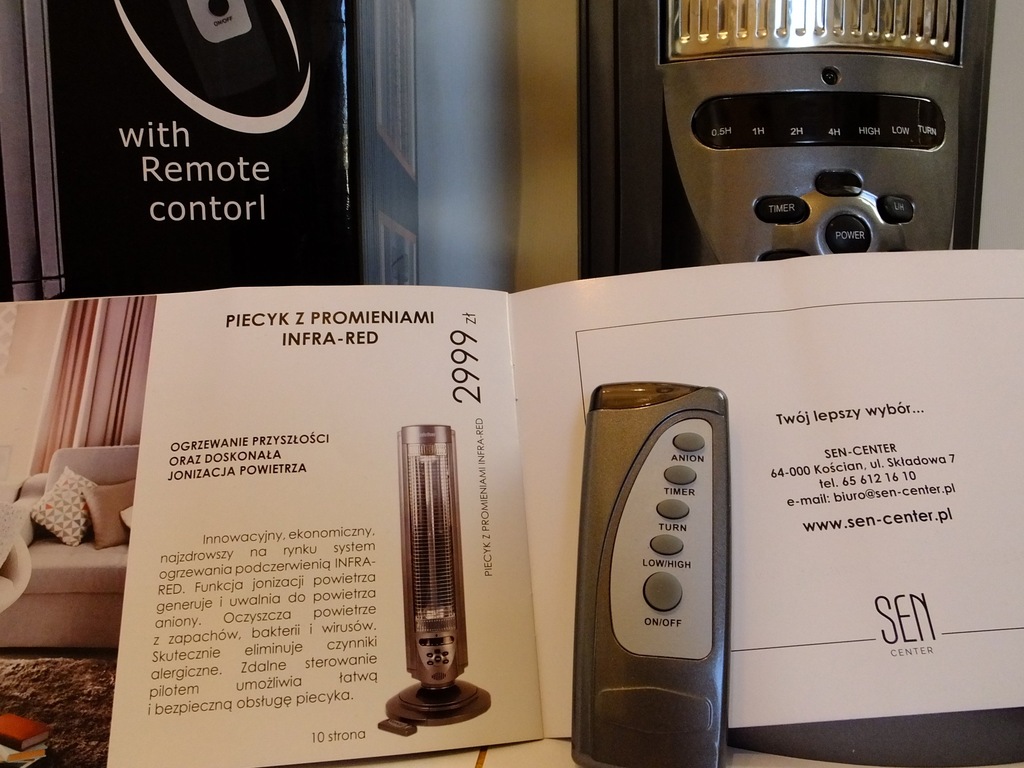 ON/OFF
with
Remote
contorl
0.5H 1H 2H 4H HIGH LOW TURN
TIMER
L/H
POWER
PIECYK Z PROMIENIAMI
INFRA-RED
2999 zł
PIECYK Z PROMIENIAMI INFRA-RED
OGRZEWANIE PRZYSZŁOŚCI
ORAZ DOSKONAŁA
JONIZACJA POWIETRZA
Innowacyjny, ekonomiczny,
najzdrowszy na rynku system
ogrzewania podczerwienią INFRA-
RED. Funkcja jonizacji powietrza
generuje i uwalnia do powietrza
aniony. Oczyszcza powietrze
z zapachów, bakterii i wirusów.
Skutecznie eliminuje czynniki
alergiczne. Zdalne sterowanie
pilotem umożliwia łatwą
i bezpieczną obsługę piecyka.
10 strona
ANION
TIMER
TURN
LOW/HIGH
ON/OFF
Twój lepszy wybór...
SEN-CENTER
64-000 Kościan, ul. Składowa 7
tel. 65 612 16 10
e-mail: biuro@sen-center.pl
www.sen-center.pl
SEN
CENTER